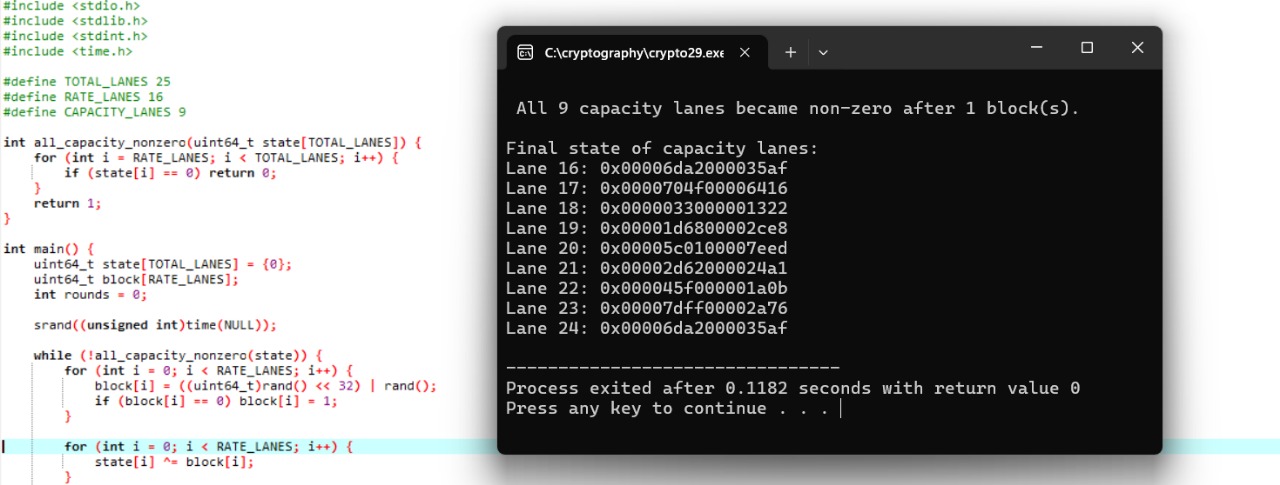 #include <stdio.h>
#include <stdlib.h>
#include <stdint.h>
#include <time.h>

#define TOTAL_LANES 25
#define RATE_LANES 16
#define CAPACITY_LANES 9

int all_capacity_nonzero(uint64_t state[TOTAL_LANES]) {
    for (int i = RATE_LANES; i < TOTAL_LANES; i++) {
        if (state[i] == 0) return 0;
    }
    return 1;
}

int main() {
    uint64_t state[TOTAL_LANES] = {0};
    uint64_t block[RATE_LANES];
    int rounds = 0;

    srand((unsigned int)time(NULL));

    while (!all_capacity_nonzero(state)) {
        for (int i = 0; i < RATE_LANES; i++) {
            block[i] = ((uint64_t)rand() << 32) | rand();
            if (block[i] == 0) block[i] = 1;
        }

        for (int i = 0; i < RATE_LANES; i++) {
            state[i] ^= block[i];
        }

C:\cryptography\crypto29.exe
All 9 capacity lanes became non-zero after 1 block(s).

Final state of capacity lanes:
Lane 16: 0x00006da2000035af
Lane 17: 0x0000704f00006416
Lane 18: 0x0000033000001322
Lane 19: 0x00001d6800002ce8
Lane 20: 0x00005c0100007eed
Lane 21: 0x00002d62000024a1
Lane 22: 0x0000045f000001a0b
Lane 23: 0x00007dff00002a76
Lane 24: 0x00006da2000035af

--------------------------------
Process exited after 0.1182 seconds with return value 0
Press any key to continue . . .